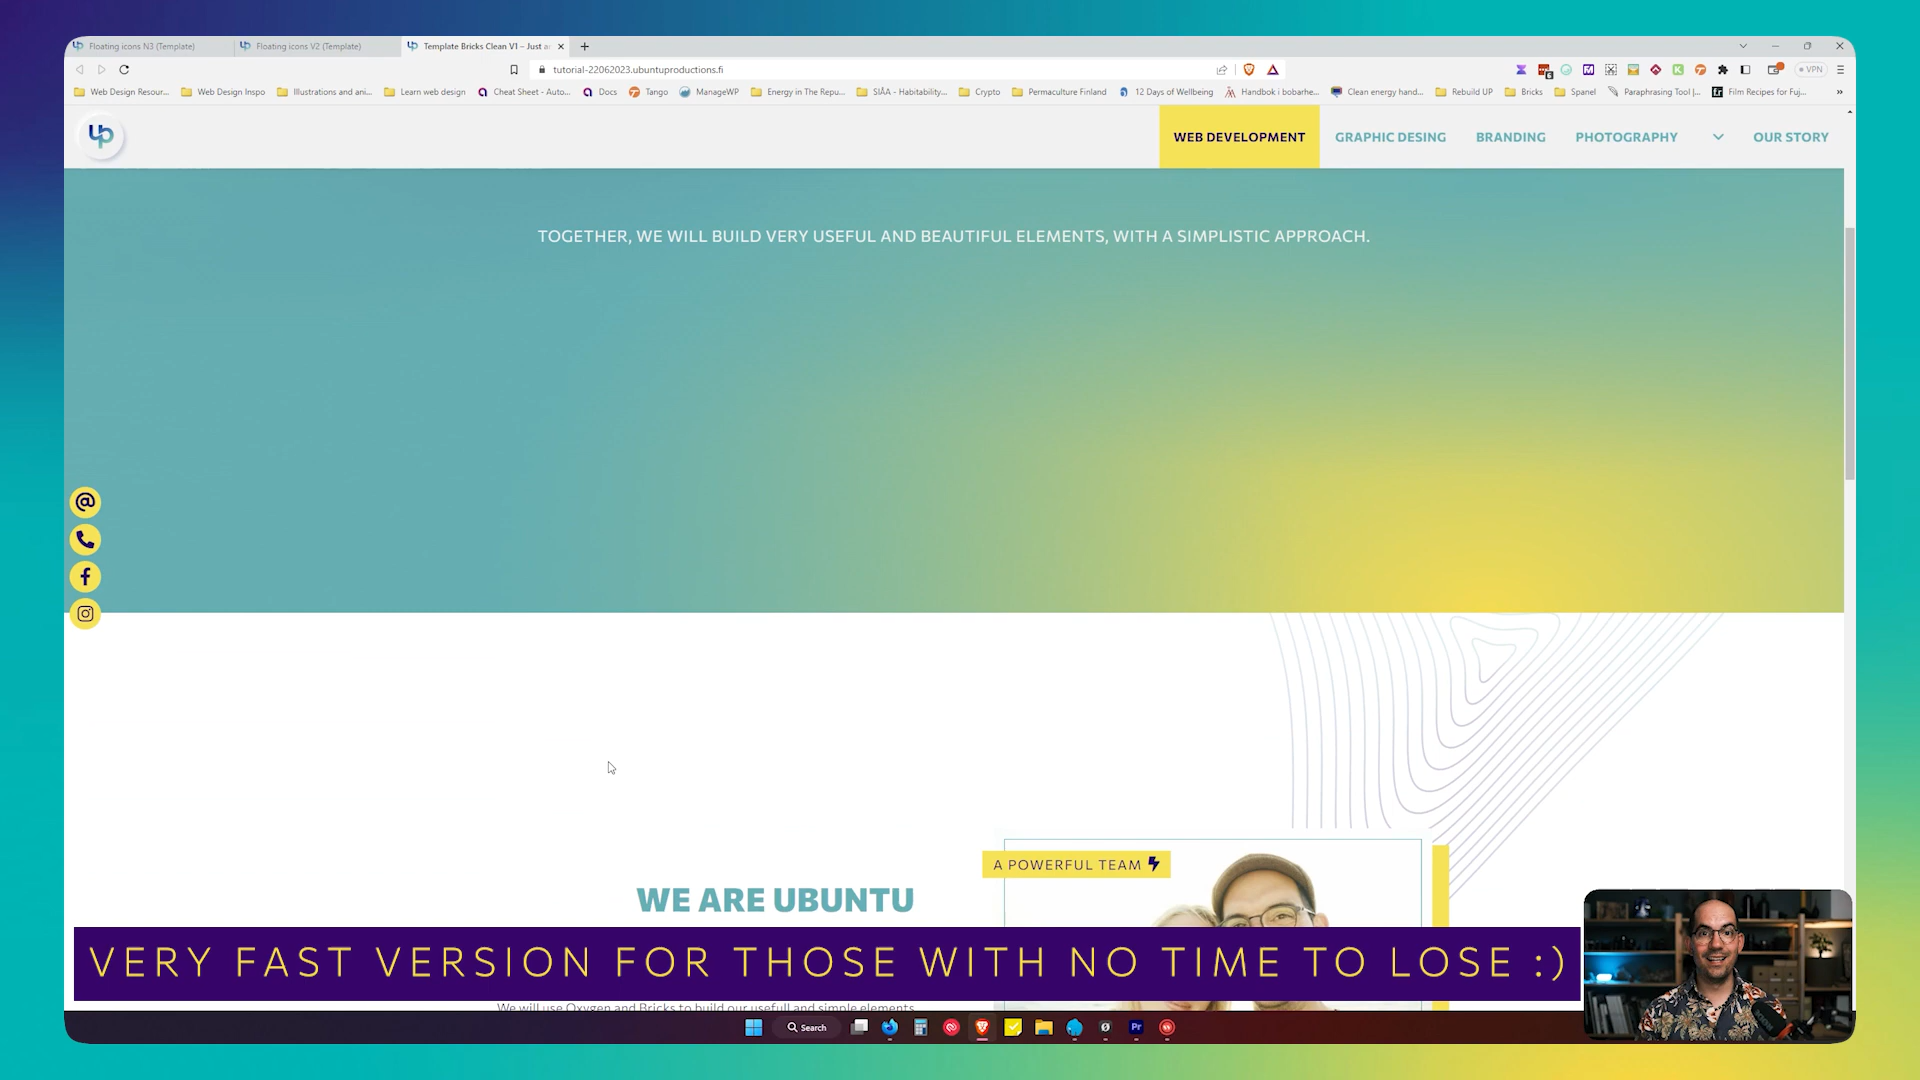 Floating icons N3 (Template)
Floating icons V2 (Template)
Template Bricks Clean V1 – Just a
tutorial-22062023.ubuntuproductions.fi
VPN
Web Design Resour...
Web Design Inspo
Illustrations and ani...
Learn web design
Cheat Sheet - Auto...
Docs
Tango
ManageWP
Energy in The Repu...
SIÄA - Habitability...
Crypto
Permaculture Finland
12 Days of Wellbeing
Handbok i bobarhe...
Clean energy hand...
Rebuild UP
Bricks
Spanel
Paraphrasing Tool |...
Film Recipes for Fuj...
up
WEB DEVELOPMENT
GRAPHIC DESING
BRANDING
PHOTOGRAPHY
OUR STORY
TOGETHER, WE WILL BUILD VERY USEFUL AND BEAUTIFUL ELEMENTS, WITH A SIMPLISTIC APPROACH.
A POWERFUL TEAM
WE ARE UBUNTU
VERY FAST VERSION FOR THOSE WITH NO TIME TO LOSE :)
We will use Oxygen and Bricks to build our usefull and simple elements
Search
Pr